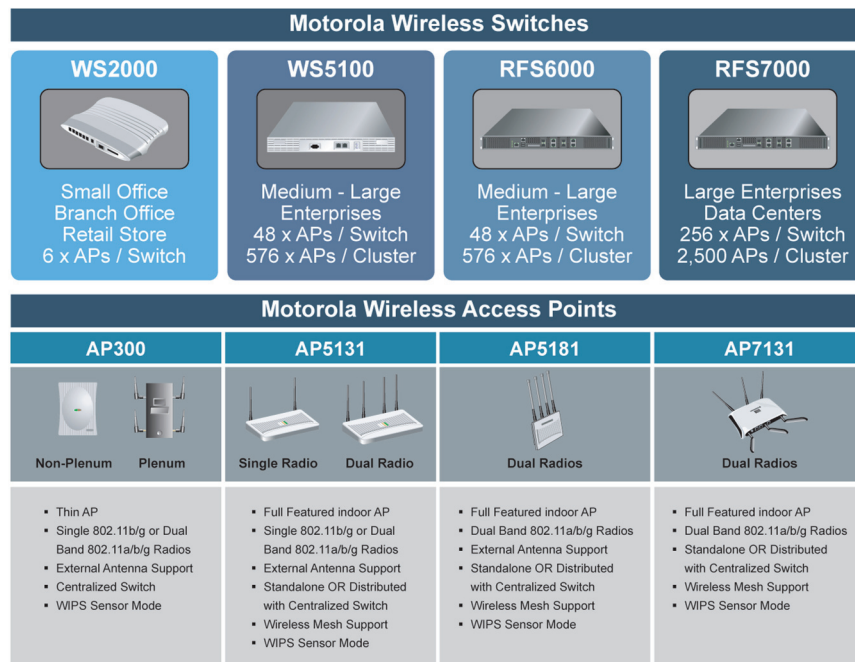 Motorola Wireless Switches
WS2000
Small Office
Branch Office
Retail Store
6 x APs / Switch
WS5100
Medium - Large
Enterprises
48 x APs / Switch
576 x APs / Cluster
RFS6000
Medium - Large
Enterprises
48 x APs / Switch
576 x APs / Cluster
RFS7000
Large Enterprises
Data Centers
256 x APs / Switch
2,500 APs / Cluster
Motorola Wireless Access Points
AP300
Non-Plenum
Plenum
▪ Thin AP
▪ Single 802.11b/g or Dual
Band 802.11a/b/g Radios
▪ External Antenna Support
▪ Centralized Switch
▪ WIPS Sensor Mode
AP5131
Single Radio
Dual Radio
▪ Full Featured indoor AP
▪ Single 802.11b/g or Dual
Band 802.11a/b/g Radios
▪ External Antenna Support
▪ Standalone OR Distributed
with Centralized Switch
▪ Wireless Mesh Support
▪ WIPS Sensor Mode
AP5181
Dual Radios
▪ Full Featured indoor AP
▪ Dual Band 802.11a/b/g Radios
▪ External Antenna Support
▪ Standalone OR Distributed
with Centralized Switch
▪ Wireless Mesh Support
▪ WIPS Sensor Mode
AP7131
Dual Radios
▪ Full Featured indoor AP
▪ Dual Band 802.11a/b/g Radios
▪ Standalone OR Distributed
with Centralized Switch
▪ Wireless Mesh Support
▪ WIPS Sensor Mode